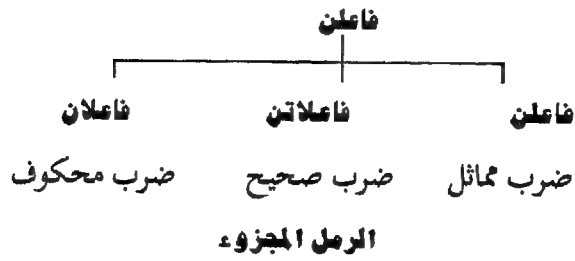 فاعلن
فاعلن فاعلاتن فاعلان
ضرب مماثل ضرب صحيح ضرب محكوف
الرمل المجزوء